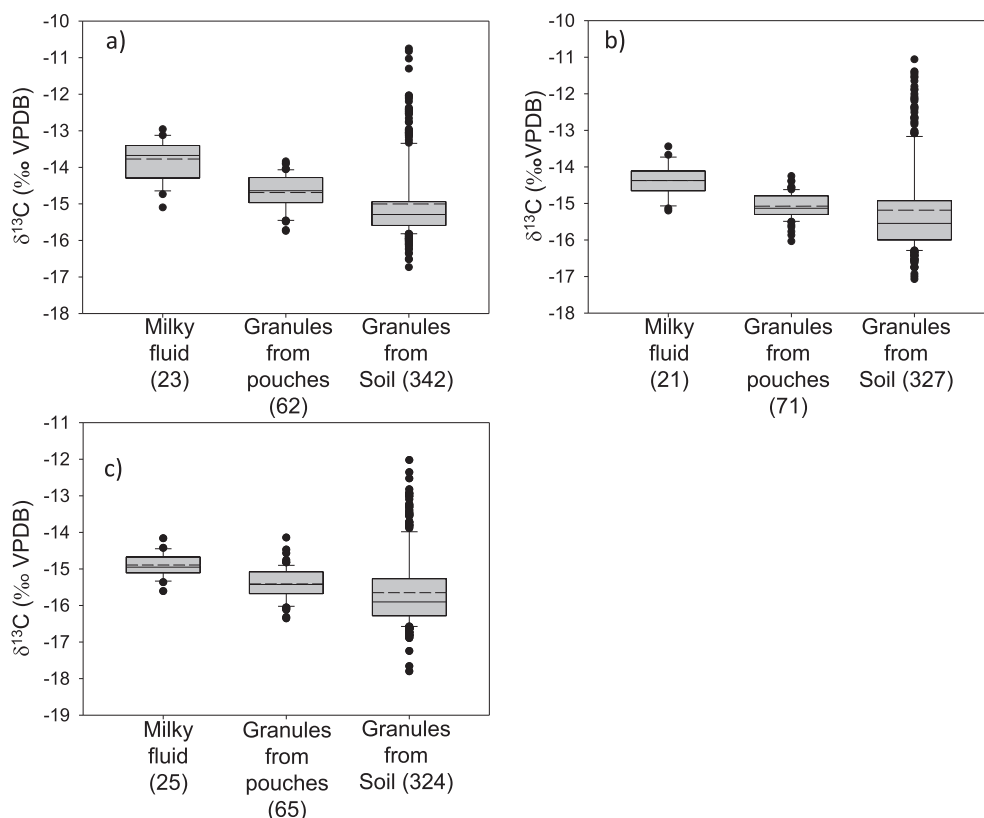 a)
δ13C (‰ VPDB)
-10
-11
-12
-13
-14
-15
-16
-17
-18
Milky
fluid
(23)
Granules
from
pouches
(62)
Granules
from
Soil (342)
b)
δ13C (‰VPDB)
-10
-11
-12
-13
-14
-15
-16
-17
-18
Milky
fluid
(21)
Granules
from
pouches
(71)
Granules
from
Soil (327)
c)
δ13C (‰ VPDB)
-11
-12
-13
-14
-15
-16
-17
-18
-19
Milky
fluid
(25)
Granules
from
pouches
(65)
Granules
from
Soil (324)